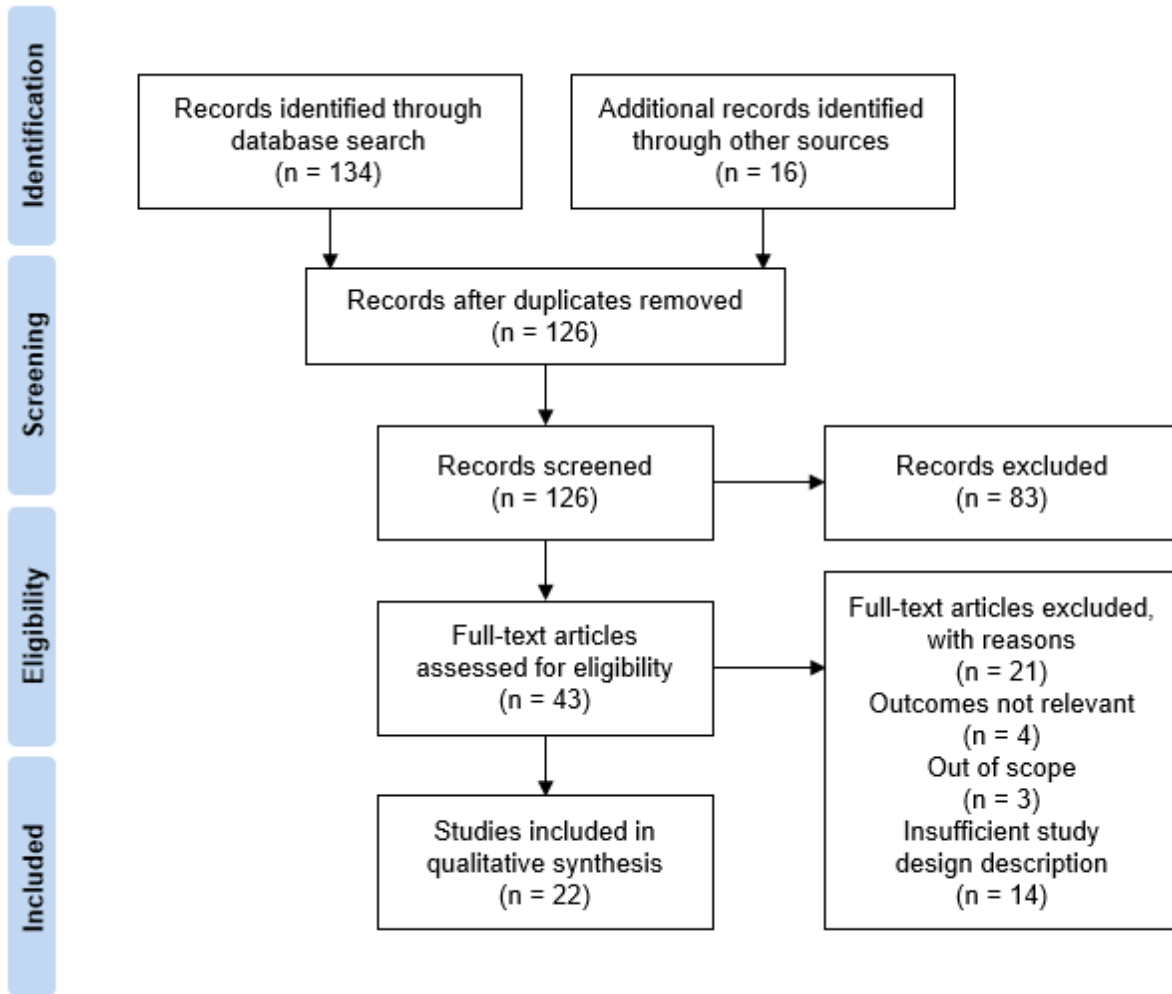 Identification
Records identified through
database search
(n = 134)
Additional records identified
through other sources
(n = 16)
Screening
Records after duplicates removed
(n = 126)
Records screened
(n = 126)
Records excluded
(n = 83)
Eligibility
Full-text articles
assessed for eligibility
(n = 43)
Full-text articles excluded,
with reasons
(n = 21)
Outcomes not relevant
(n = 4)
Out of scope
(n = 3)
Insufficient study
design description
(n = 14)
Included
Studies included in
qualitative synthesis
(n = 22)